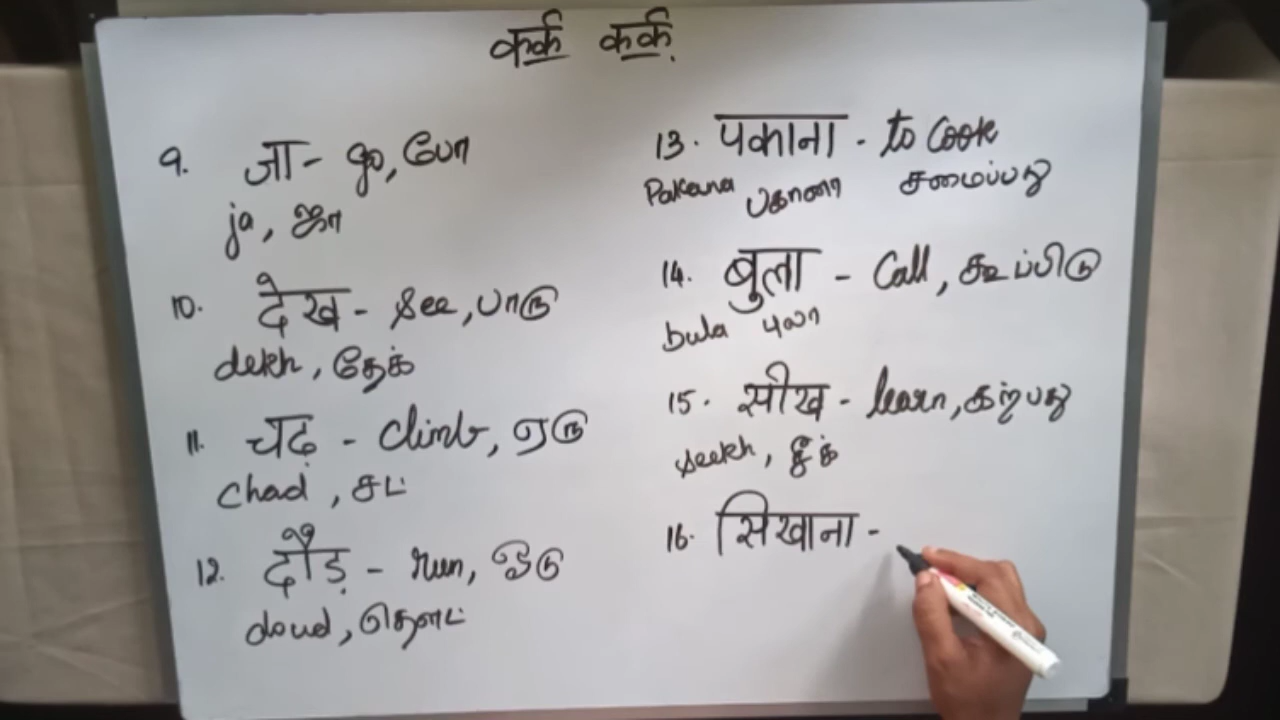 कर्क कर्क.
9. जा - go, போ
ja, ஜா
10. देख - see, பாரு
dekh, தேக்
11. चढ़ - climb, ஏறு
chad, சட்
12. दौड़ - run, ஓடு
doud, தௌட்
13. पकाना - to cook
Pakana பகானா சமைப்பது
14. बुला - Call, கூப்பிடு
bula புலா
15. सीख - learn, கற்பது
seekh, சீக்
16. सिखाना -